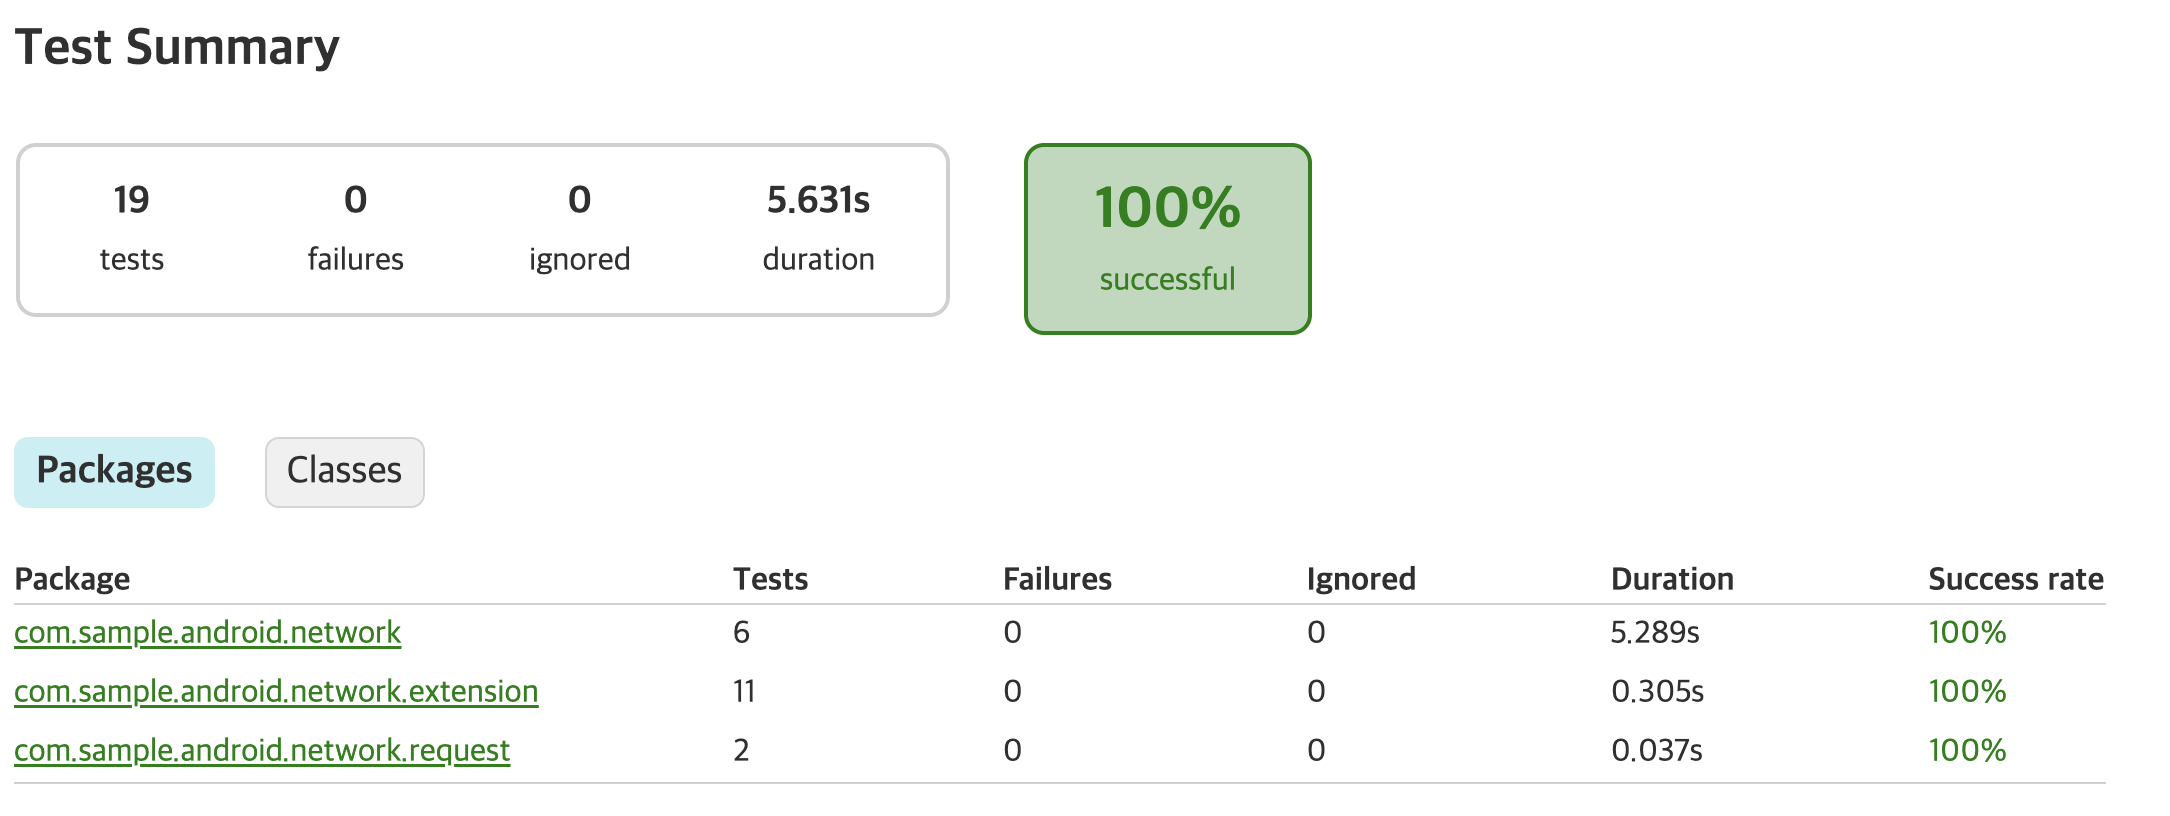 Test Summary
19 0 0 5.631s
tests failures ignored duration
100%
successful
Packages Classes
Package Tests Failures Ignored Duration Success rate
com.sample.android.network 6 0 0 5.289s 100%
com.sample.android.network.extension 11 0 0 0.305s 100%
com.sample.android.network.request 2 0 0 0.037s 100%